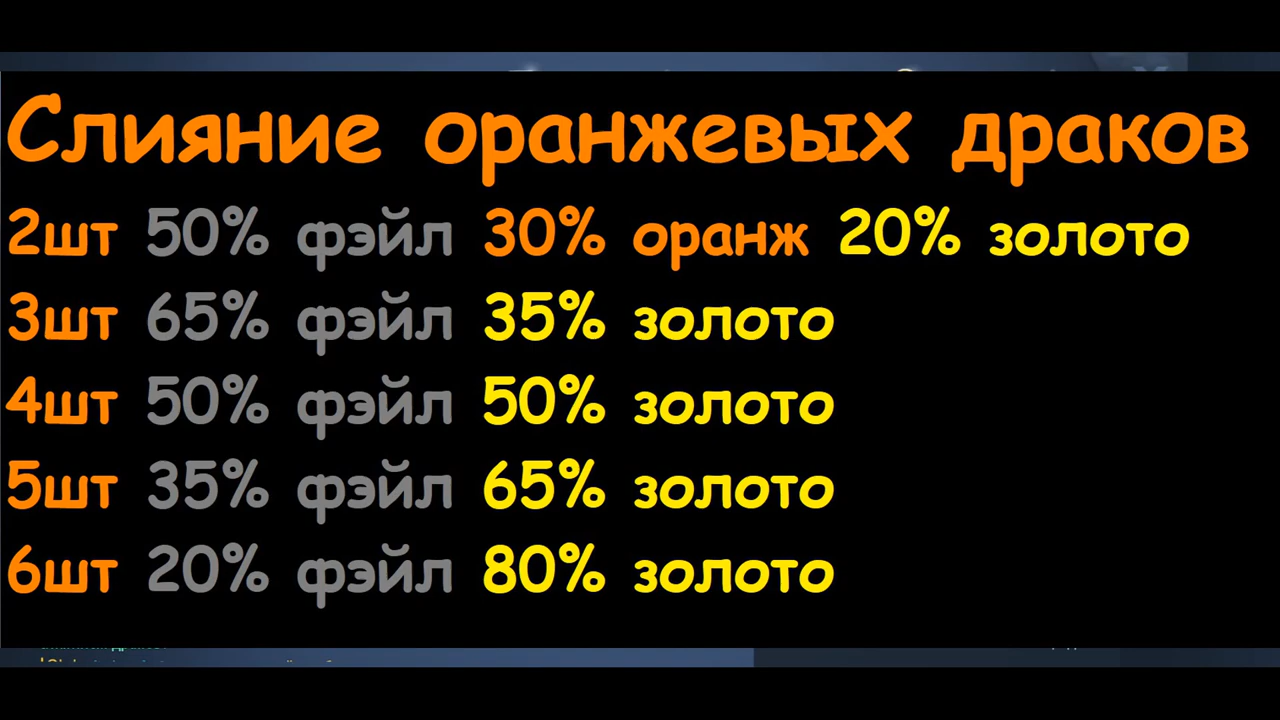 Слияние оранжевых драков
2шт 50% фэйл 30% оранж 20% золото
3шт 65% фэйл 35% золото
4шт 50% фэйл 50% золото
5шт 35% фэйл 65% золото
6шт 20% фэйл 80% золото